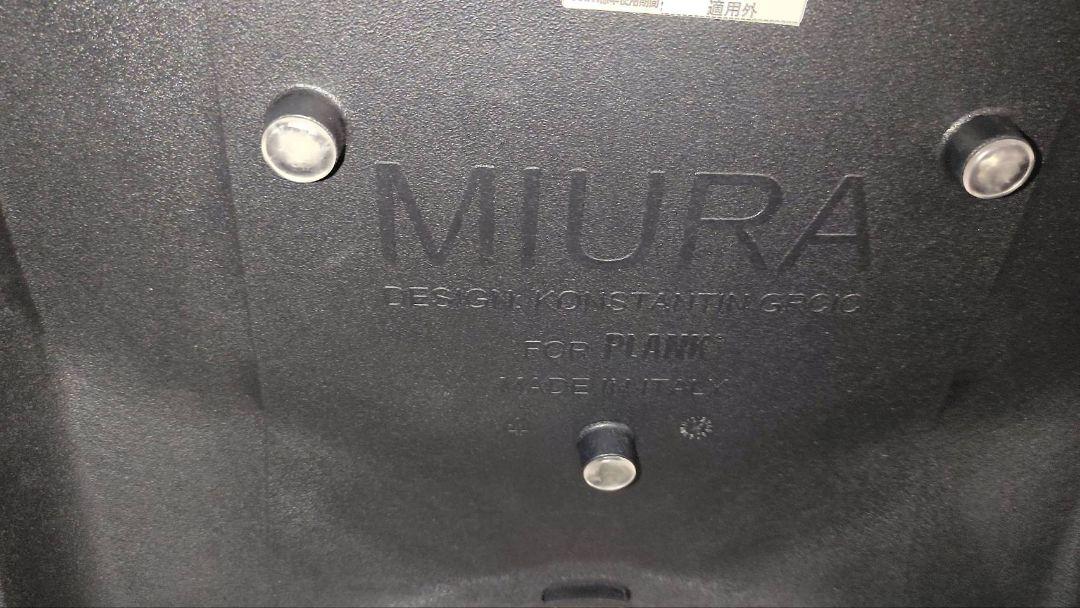 適用外
MIURA
DESIGN: KONSTANTIN GRCIC
FOR PLANK®
MADE IN ITALY